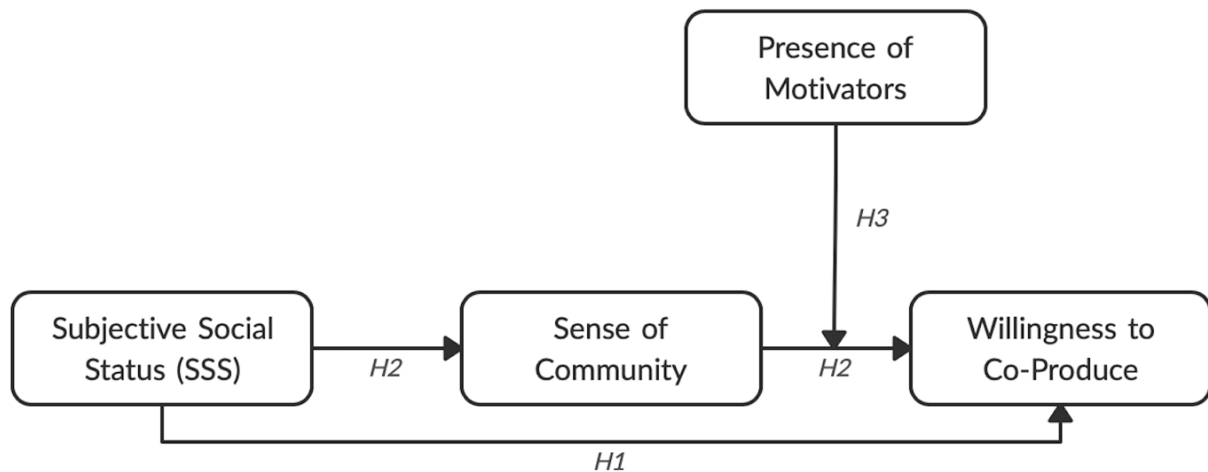 Presence of
Motivators
H3
Subjective Social
Status (SSS)
H2
Sense of
Community
H2
Willingness to
Co-Produce
H1